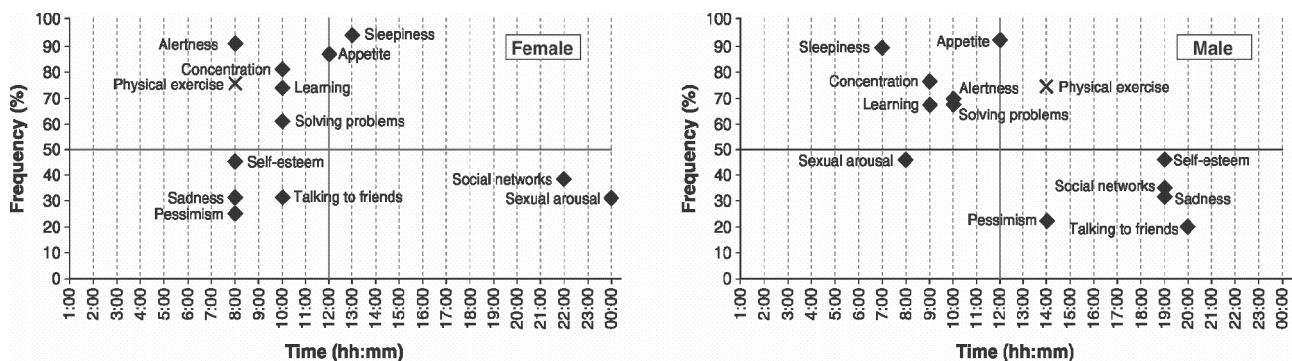 Female
Frequency (%)
100
90
80
70
60
50
40
30
20
10
0
Sleepiness
Alertness
Appetite
Concentration
Physical exercise
Learning
Solving problems
Self-esteem
Social networks
Sadness
Talking to friends
Sexual arousal
Pessimism
1:00
2:00
3:00
4:00
5:00
6:00
7:00
8:00
9:00
10:00
11:00
12:00
13:00
14:00
15:00
16:00
17:00
18:00
19:00
20:00
21:00
22:00
23:00
00:00
Time (hh:mm)
Male
Frequency (%)
100
90
80
70
60
50
40
30
20
10
0
Appetite
Sleepiness
Concentration
Alertness
Physical exercise
Learning
Solving problems
Sexual arousal
Self-esteem
Social networks
Sadness
Pessimism
Talking to friends
1:00
2:00
3:00
4:00
5:00
6:00
7:00
8:00
9:00
10:00
11:00
12:00
13:00
14:00
15:00
16:00
17:00
18:00
19:00
20:00
21:00
22:00
23:00
00:00
Time (hh:mm)